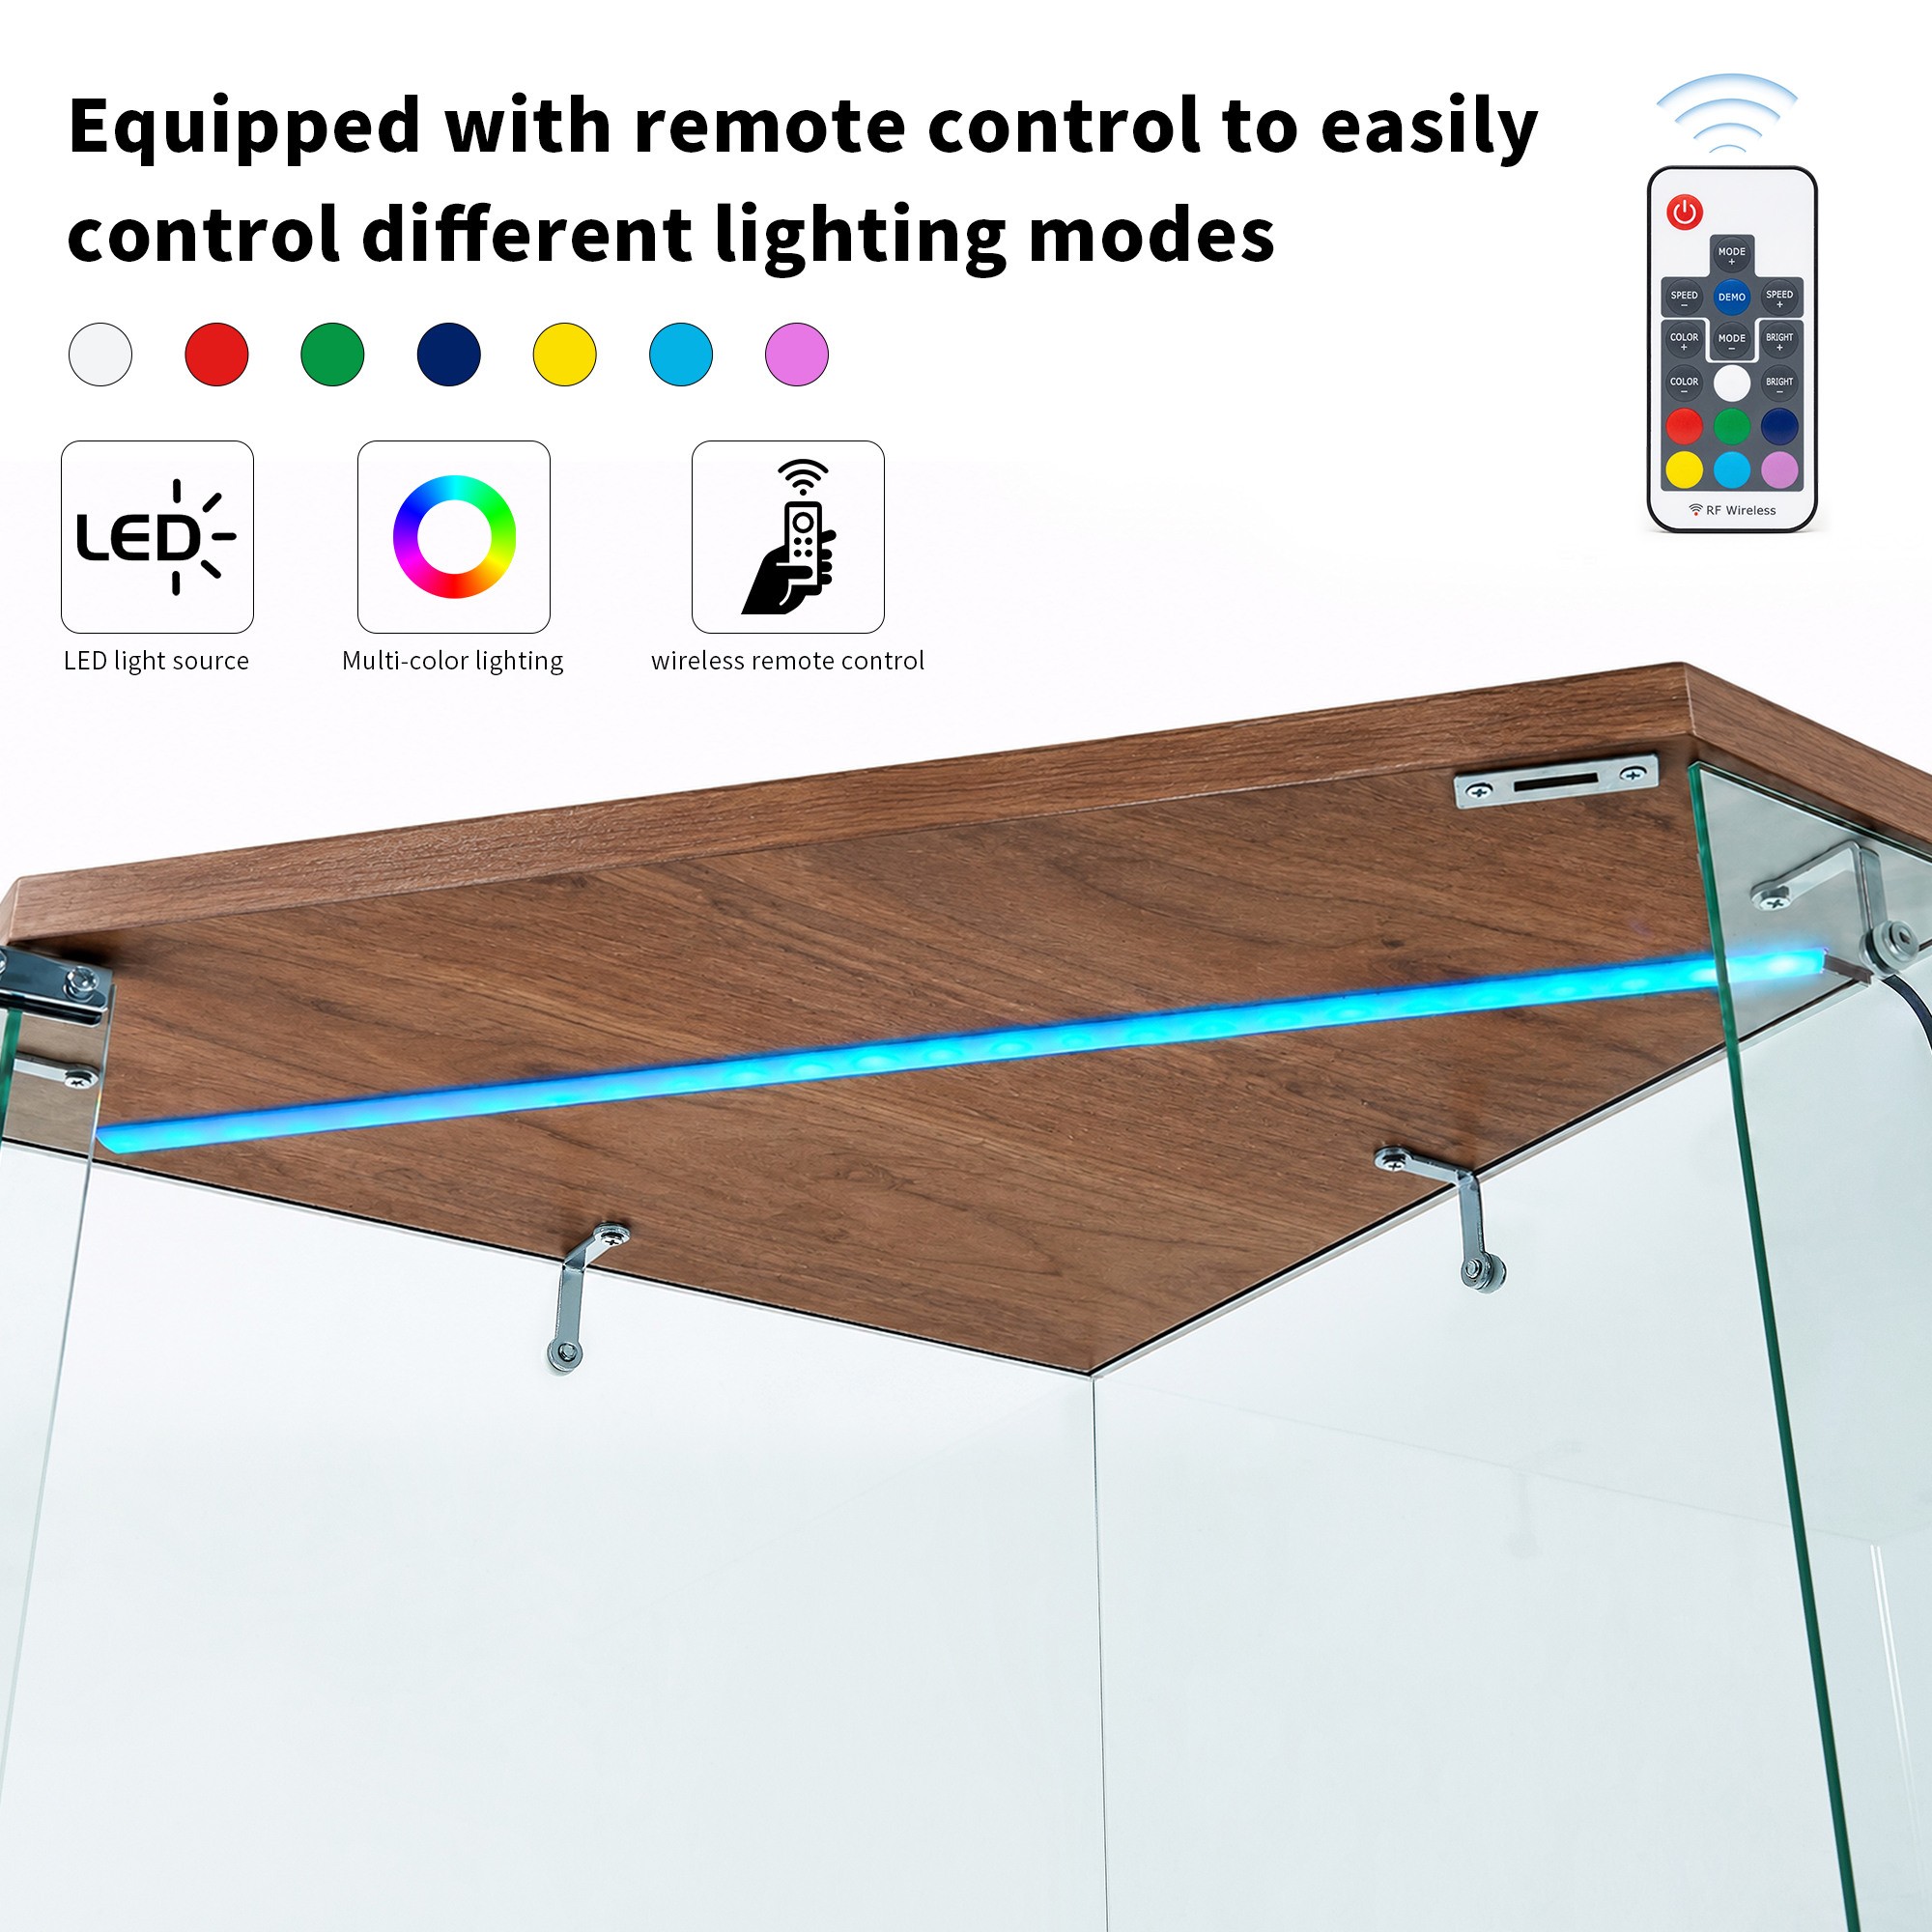 Equipped with remote control to easily
control different lighting modes
MODE
+
SPEED
−
DEMO
SPEED
+
COLOR
+
MODE
−
BRIGHT
+
COLOR
−
BRIGHT
−
RF Wireless
LED
LED light source
Multi-color lighting
wireless remote control